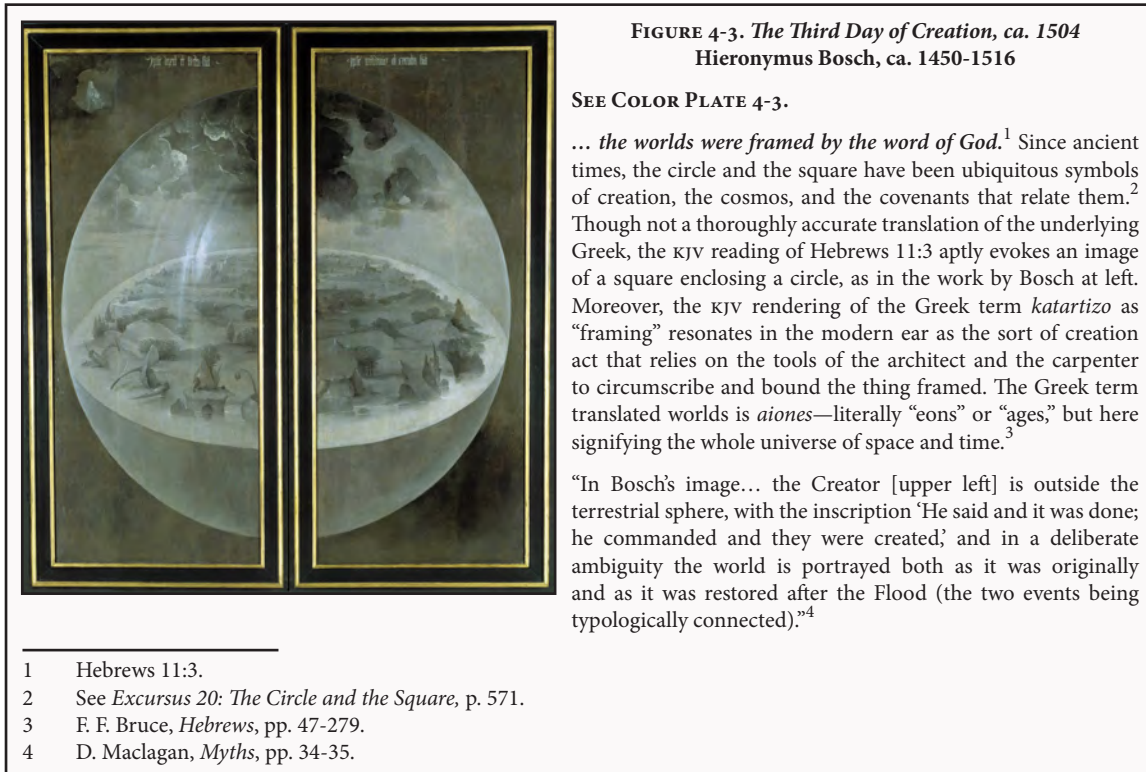 FIGURE 4-3. The Third Day of Creation, ca. 1504
Hieronymus Bosch, ca. 1450-1516
SEE COLOR PLATE 4-3.
... the worlds were framed by the word of God.1 Since ancient
times, the circle and the square have been ubiquitous symbols
of creation, the cosmos, and the covenants that relate them.2
Though not a thoroughly accurate translation of the underlying
Greek, the KJV reading of Hebrews 11:3 aptly evokes an image
of a square enclosing a circle, as in the work by Bosch at left.
Moreover, the KJV rendering of the Greek term katartizo as
“framing” resonates in the modern ear as the sort of creation
act that relies on the tools of the architect and the carpenter
to circumscribe and bound the thing framed. The Greek term
translated worlds is aiones—literally “eons” or “ages,” but here
signifying the whole universe of space and time.3
“In Bosch’s image… the Creator [upper left] is outside the
terrestrial sphere, with the inscription ‘He said and it was done;
he commanded and they were created,’ and in a deliberate
ambiguity the world is portrayed both as it was originally
and as it was restored after the Flood (the two events being
typologically connected).”4
1 Hebrews 11:3.
2 See Excursus 20: The Circle and the Square, p. 571.
3 F. F. Bruce, Hebrews, pp. 47-279.
4 D. Maclagan, Myths, pp. 34-35.